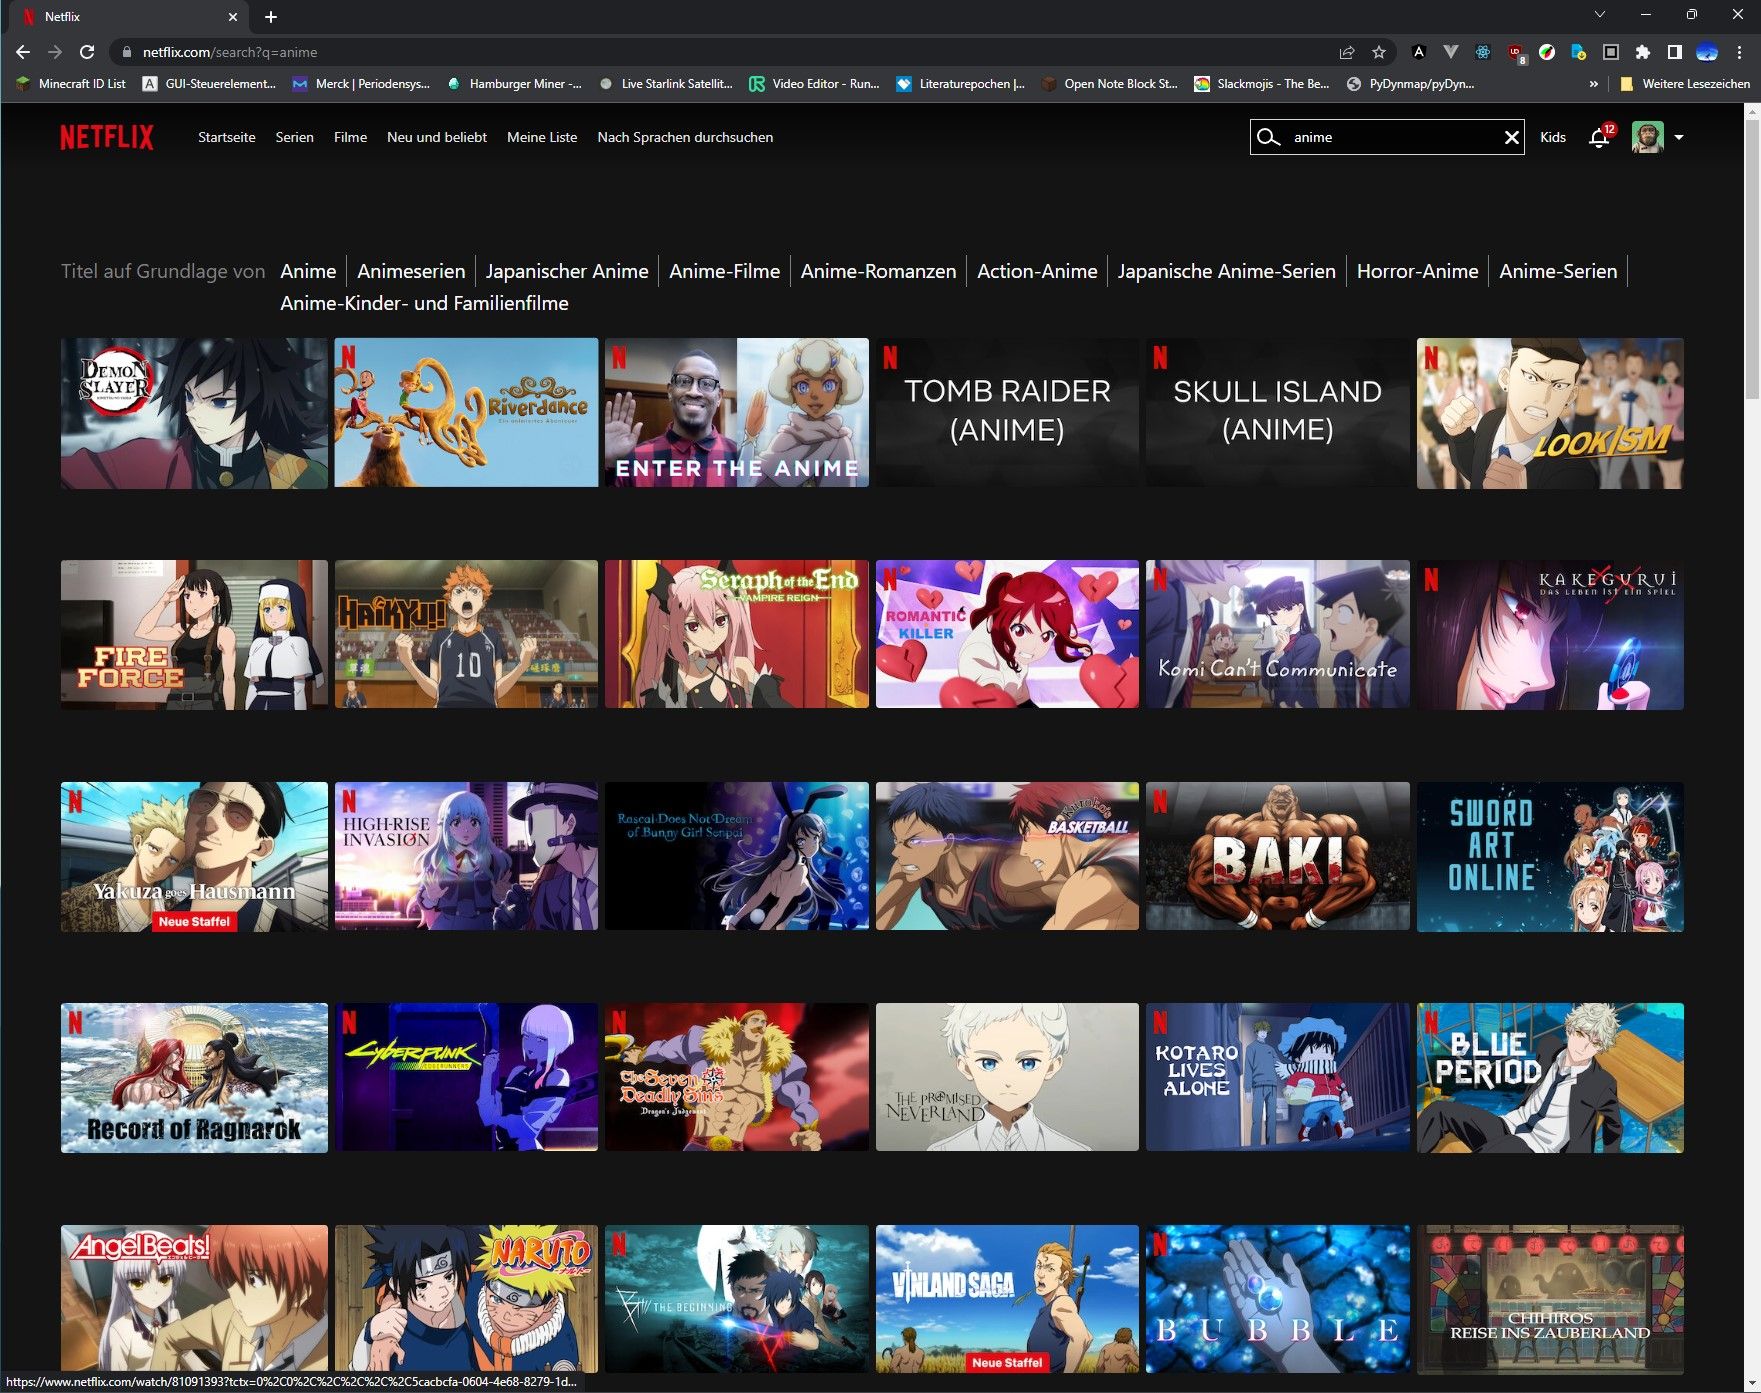 Netflix
netflix.com/search?q=anime
Minecraft ID List
GUI-Steuerelement...
Merck | Periodensys...
Hamburger Miner -...
Live Starlink Satellit...
Video Editor - Run...
Literaturepochen |...
Open Note Block St...
Slackmojis - The Be...
PyDynmap/pyDyn...
»
Weitere Lesezeichen
8
NETFLIX
Startseite
Serien
Filme
Neu und beliebt
Meine Liste
Nach Sprachen durchsuchen
anime
Kids
12
Titel auf Grundlage von
Anime
Animeserien
Japanischer Anime
Anime-Filme
Anime-Romanzen
Action-Anime
Japanische Anime-Serien
Horror-Anime
Anime-Serien
Anime-Kinder- und Familienfilme
DEMON
SLAYER
KIMETSU NO YAIBA
N
Riverdance
Ein animiertes Abenteuer
N
ENTER THE ANIME
N
TOMB RAIDER
(ANIME)
N
SKULL ISLAND
(ANIME)
N
LOOKISM
FIRE
FORCE
HAIKYU!!
10
Seraph of the End
VAMPIRE REIGN
N
ROMANTIC
KILLER
N
Komi Can't Communicate
N
KAKEGURUI
DAS LEBEN IST EIN SPIEL
N
Yakuza goes Hausmann
Neue Staffel
N
HIGH-RISE
INVASION
Rascal Does Not Dream
of Bunny Girl Senpai
Kuroko's
BASKETBALL
N
BAKI
SWORD
ART
ONLINE
N
Record of Ragnarok
N
CYBERPUNK
EDGERUNNERS
N
The Seven
Deadly Sins
Dragon's Judgement
THE PROMISED
NEVERLAND
N
KOTARO
LIVES
ALONE
N
BLUE
PERIOD
Angel Beats!
NARUTO
N
THE BEGINNING
N
VINLAND SAGA
Neue Staffel
N
BUBBLE
CHIHIROS
REISE INS ZAUBERLAND
https://www.netflix.com/watch/81091393?tctx=0%2C0%2C%2C%2C%2C%2C5cacbcfa-0604-4e68-8279-1d...